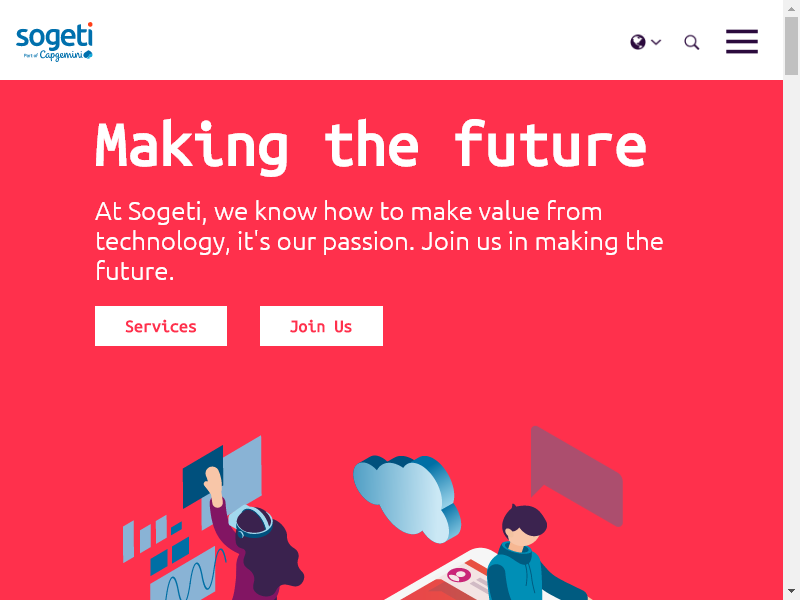 sogeti
Part of Capgemini
Making the future
At Sogeti, we know how to make value from
technology, it's our passion. Join us in making the
future.
Services
Join Us